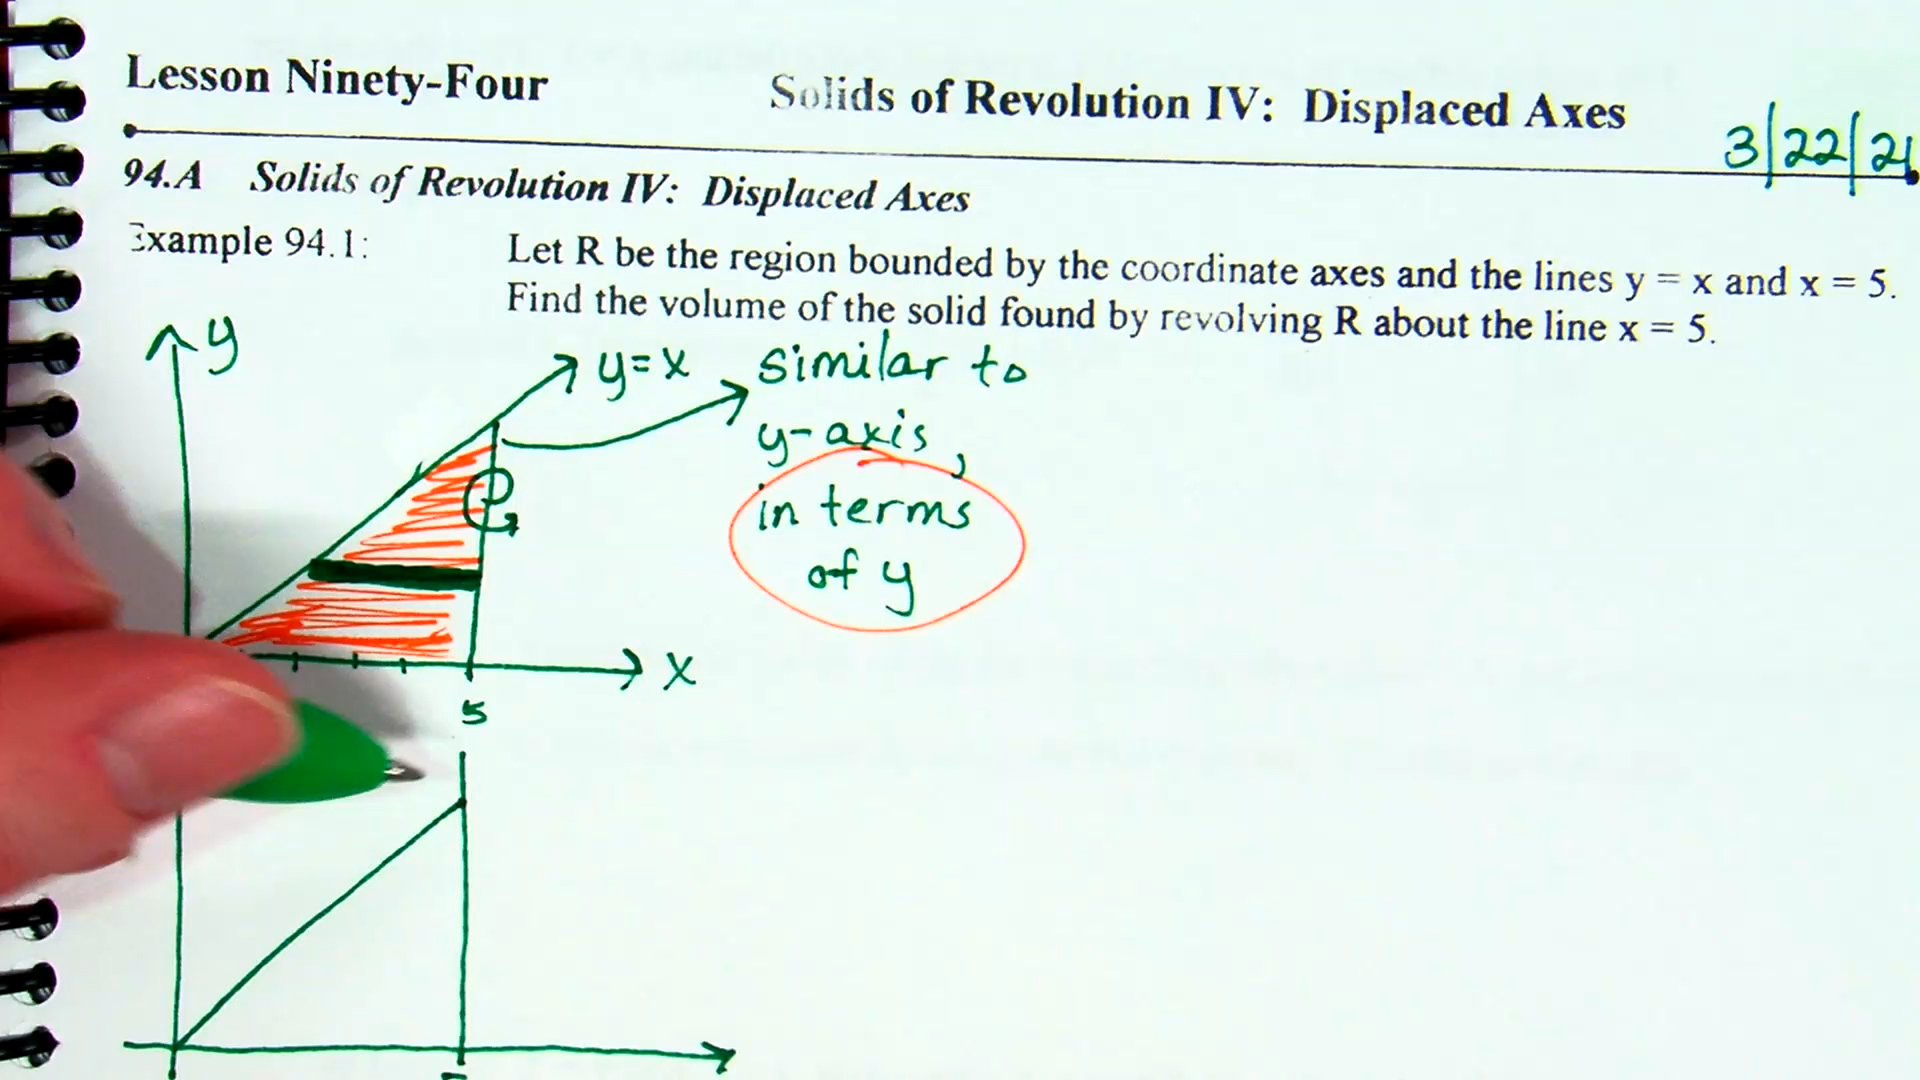 Lesson Ninety-Four
Solids of Revolution IV: Displaced Axes
3/22/21
94.A Solids of Revolution IV: Displaced Axes
Example 94.1:
Let R be the region bounded by the coordinate axes and the lines y = x and x = 5.
Find the volume of the solid found by revolving R about the line x = 5.
y
y=x
similar to
y-axis,
in terms
of y
x
5